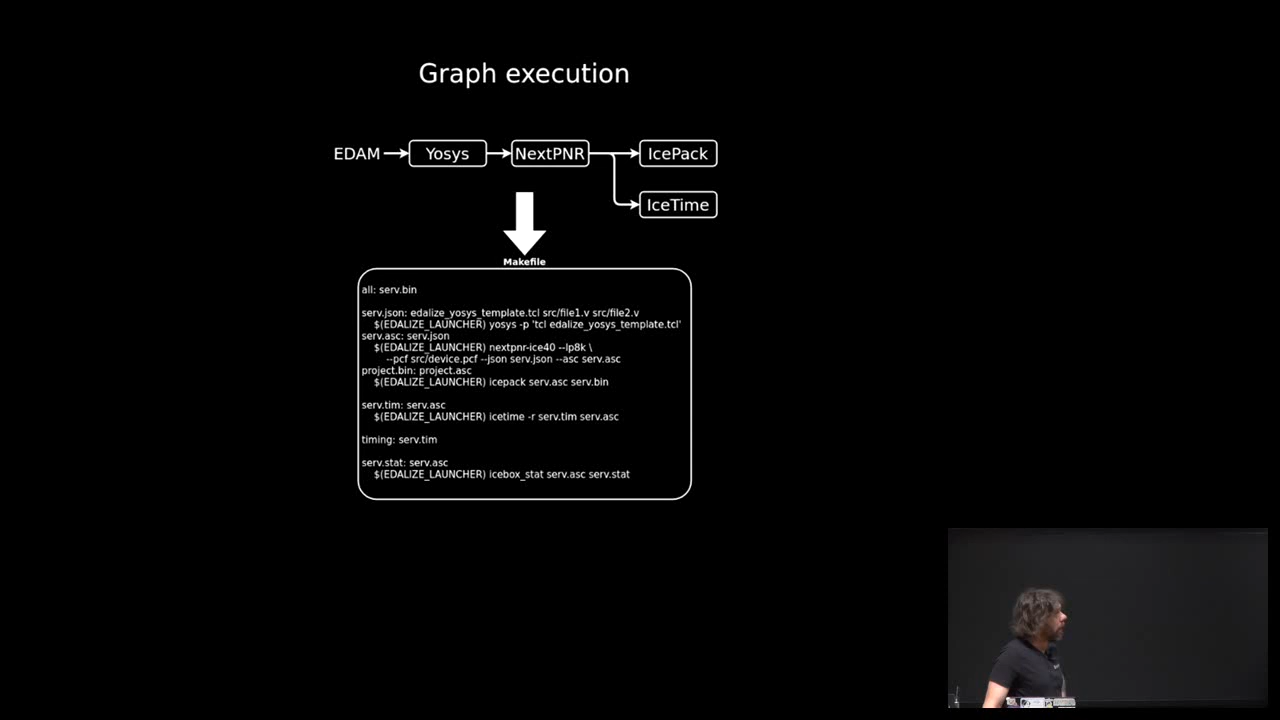 Graph execution
EDAM Yosys NextPNR IcePack
IceTime
Makefile
all: serv.bin
serv.json: edalize_yosys_template.tcl src/file1.v src/file2.v
$(EDALIZE_LAUNCHER) yosys -p 'tcl edalize_yosys_template.tcl'
serv.asc: serv.json
$(EDALIZE_LAUNCHER) nextpnr-ice40 --lp8k \
--pcf src/device.pcf --json serv.json --asc serv.asc
project.bin: project.asc
$(EDALIZE_LAUNCHER) icepack serv.asc serv.bin
serv.tim: serv.asc
$(EDALIZE_LAUNCHER) icetime -r serv.tim serv.asc
timing: serv.tim
serv.stat: serv.asc
$(EDALIZE_LAUNCHER) icebox_stat serv.asc serv.stat